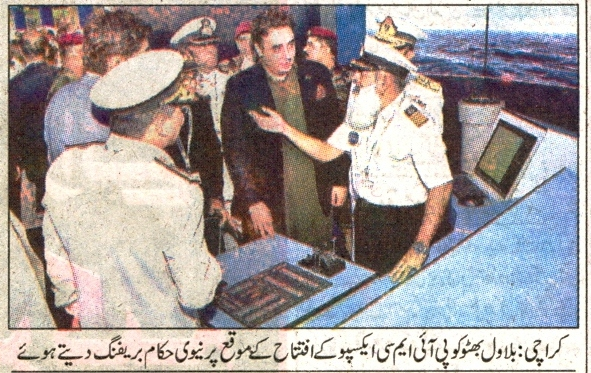 کراچی: بلاول بھٹو کو پی آئی ایم سی ایکسپو کے افتتاح کے موقع پر نیوی حکام بریفنگ دیتے ہوئے